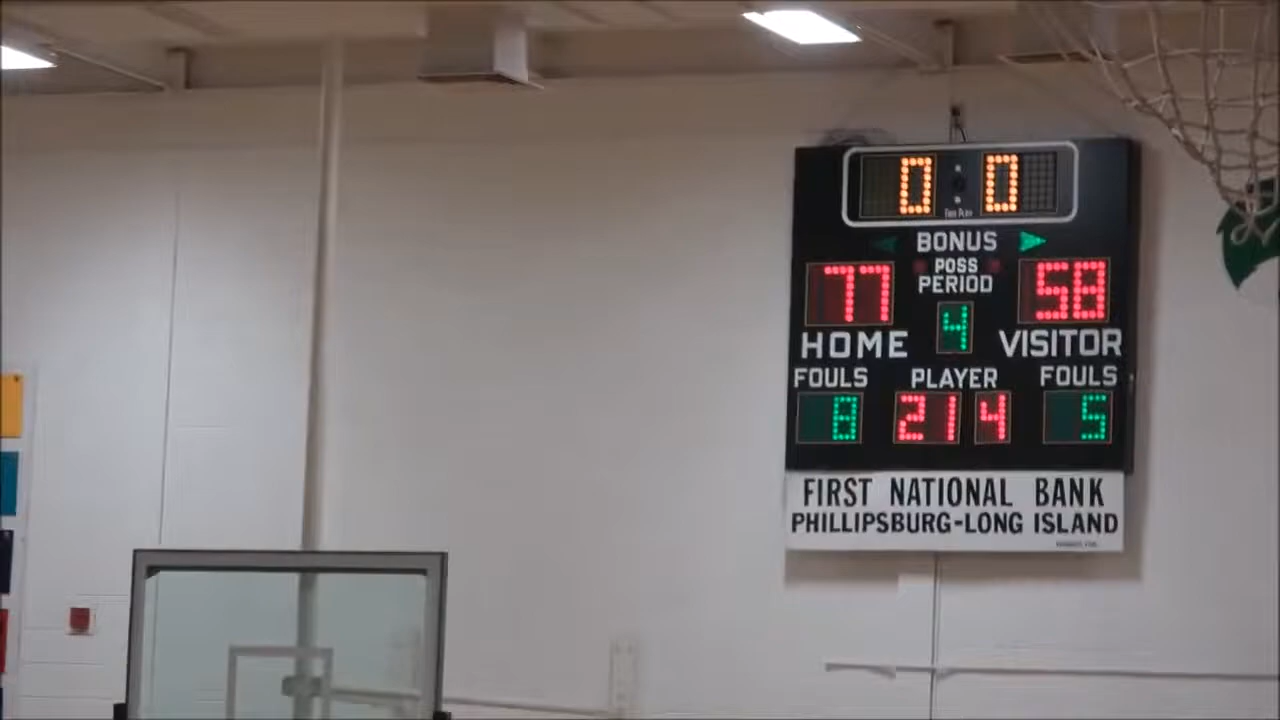 0:0
BONUS
77 POSS 58
PERIOD
4
HOME VISITOR
FOULS PLAYER FOULS
8 21 4 5
FIRST NATIONAL BANK
PHILLIPSBURG-LONG ISLAND